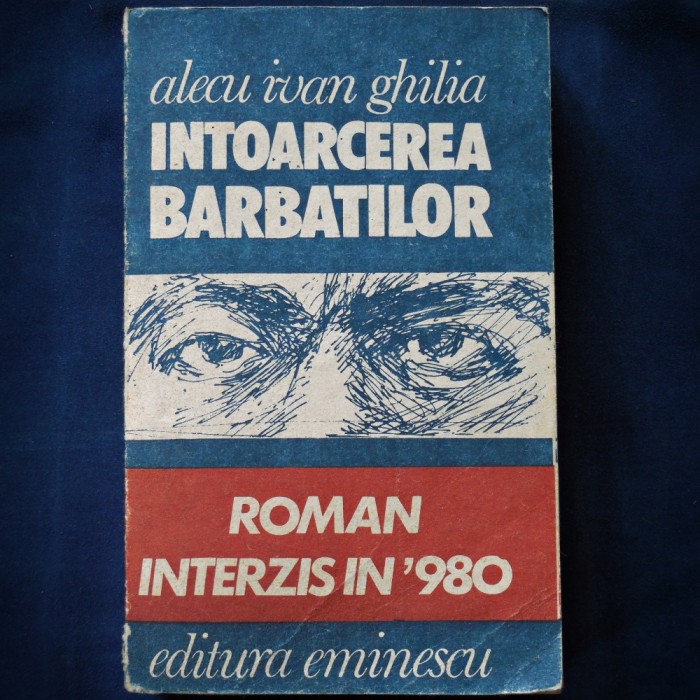 alecu ivan ghilia
INTOARCEREA
BARBATILOR
ROMAN
INTERZIS IN '980
editura eminescu